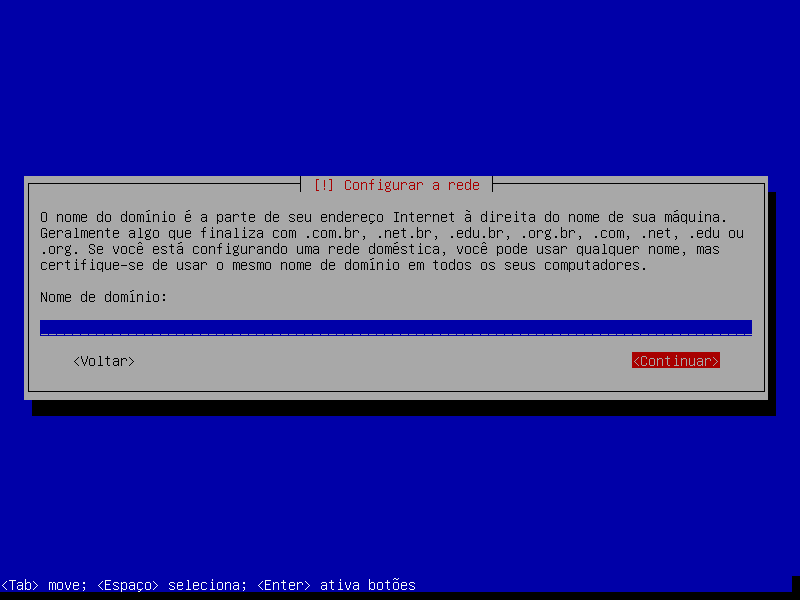 [!] Configurar a rede
O nome do domínio é a parte de seu endereço Internet à direita do nome de sua máquina.
Geralmente algo que finaliza com .com.br, .net.br, .edu.br, .org.br, .com, .net, .edu ou
.org. Se você está configurando uma rede doméstica, você pode usar qualquer nome, mas
certifique-se de usar o mesmo nome de domínio em todos os seus computadores.
Nome de domínio:
<Voltar> <Continuar>
<Tab> move; <Espaço> seleciona; <Enter> ativa botões